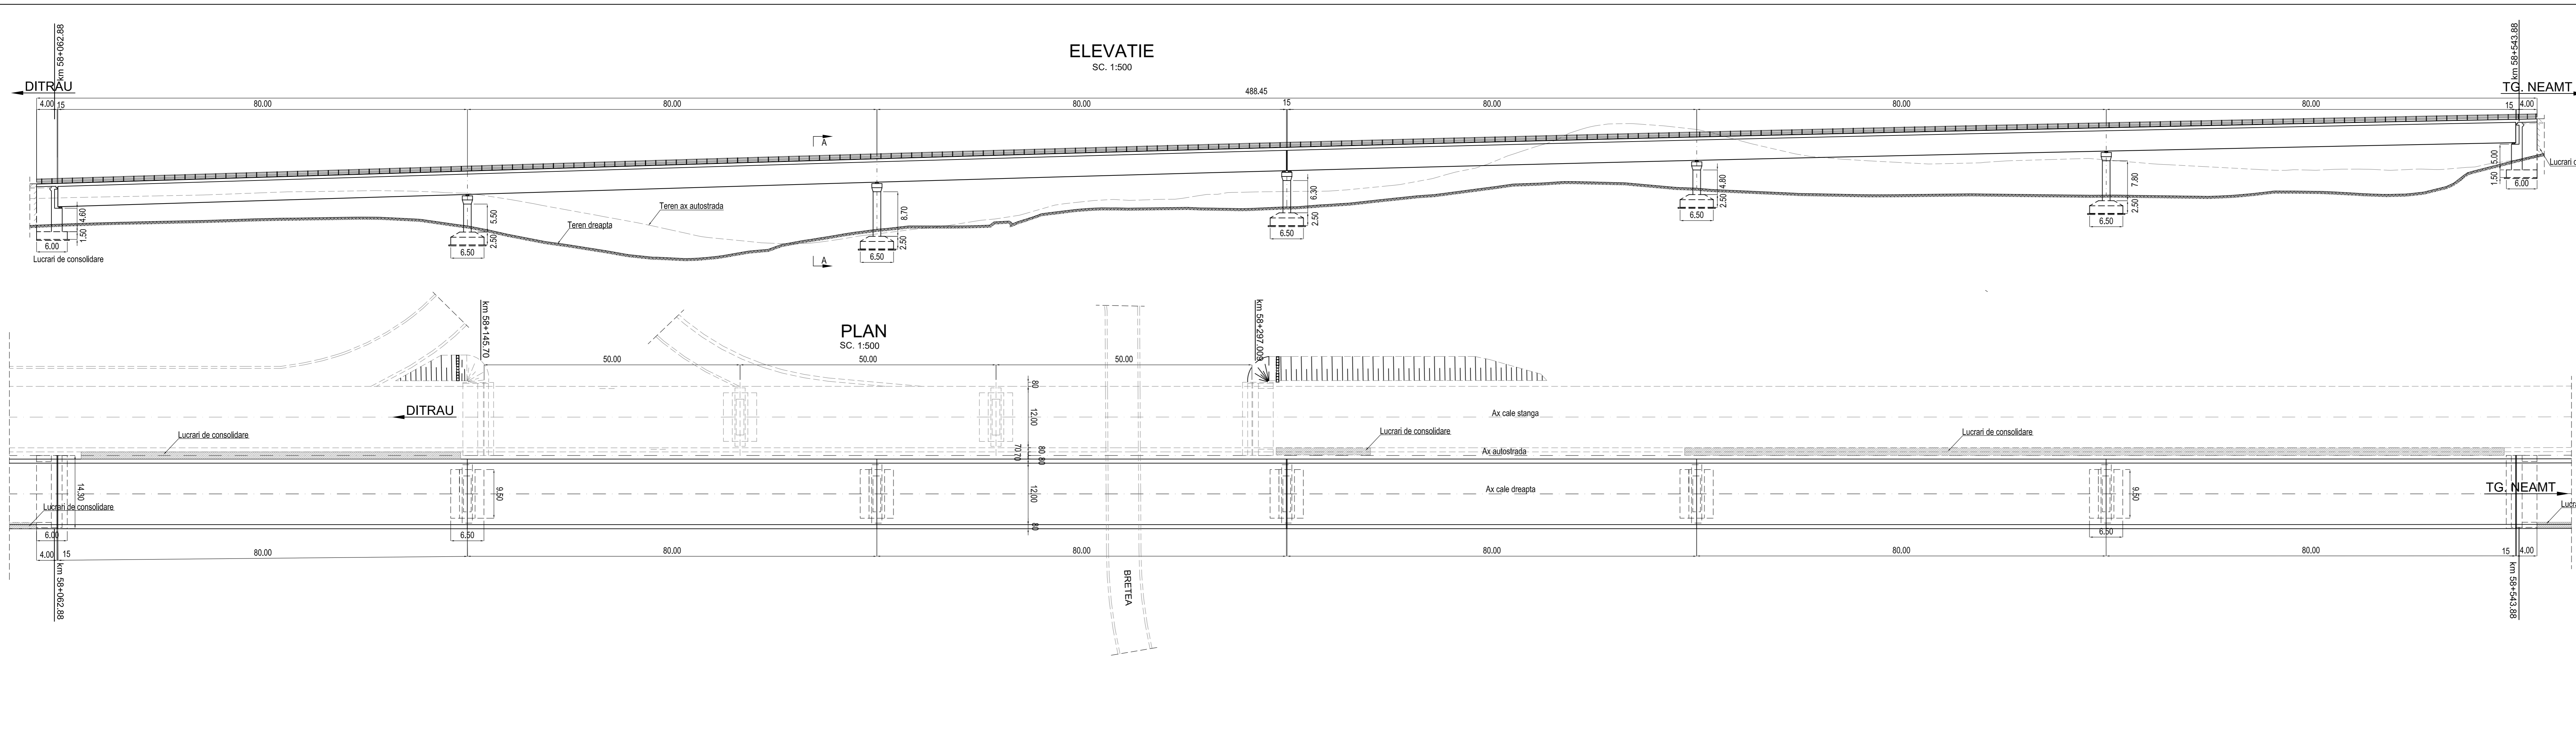 ELEVATIE
SC. 1:500
km 58+062.88
km 58+543.88
DITRAU
TG. NEAMT
488.45
4.00
15
80.00
80.00
80.00
15
80.00
80.00
80.00
15
4.00
A
A
4.60
1.50
6.00
Lucrari de consolidare
5.50
2.50
6.50
Teren dreapta
Teren ax autostrada
8.70
2.50
6.50
6.30
2.50
6.50
4.80
2.50
6.50
7.80
2.50
6.50
5.00
1.50
6.00
Lucrari
PLAN
SC. 1:500
km 58+145.70
km 58+297.009
50.00
50.00
50.00
DITRAU
80
12.00
80
70
70
80
12.00
80
Ax cale stanga
Lucrari de consolidare
Lucrari de consolidare
Lucrari de consolidare
Ax autostrada
Ax cale dreapta
TG. NEAMT
14.30
9.50
9.50
Lucrari de consolidare
6.00
6.50
6.50
4.00
15
80.00
80.00
80.00
80.00
80.00
80.00
15
4.00
km 58+062.88
km 58+543.88
BRETEA